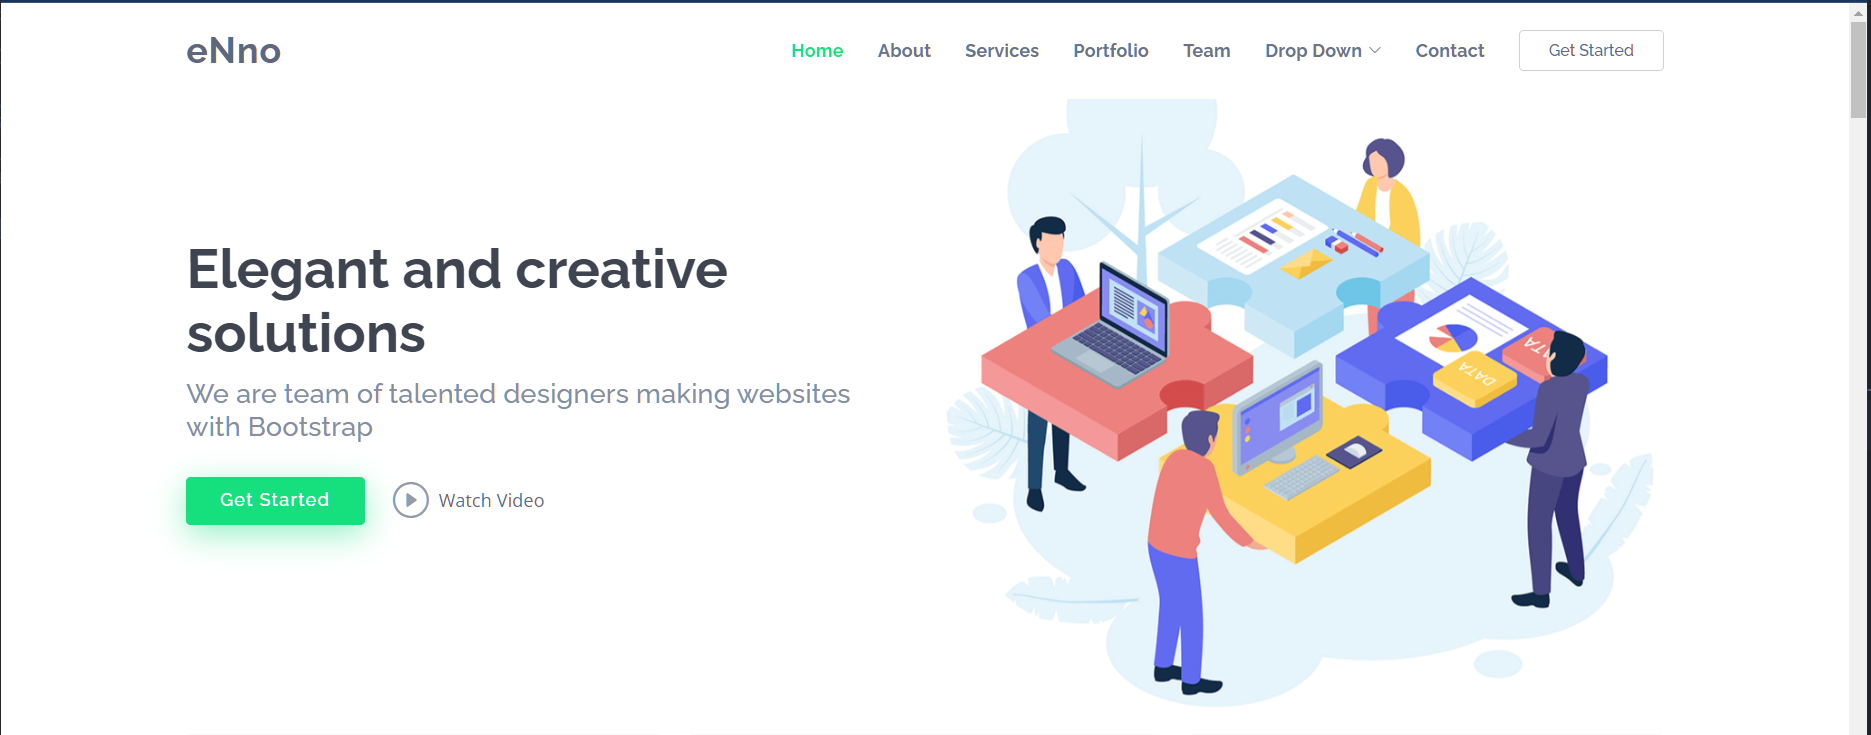 eNno
Home About Services Portfolio Team Drop Down Contact Get Started
Elegant and creative
solutions
We are team of talented designers making websites
with Bootstrap
Get Started Watch Video
DATA